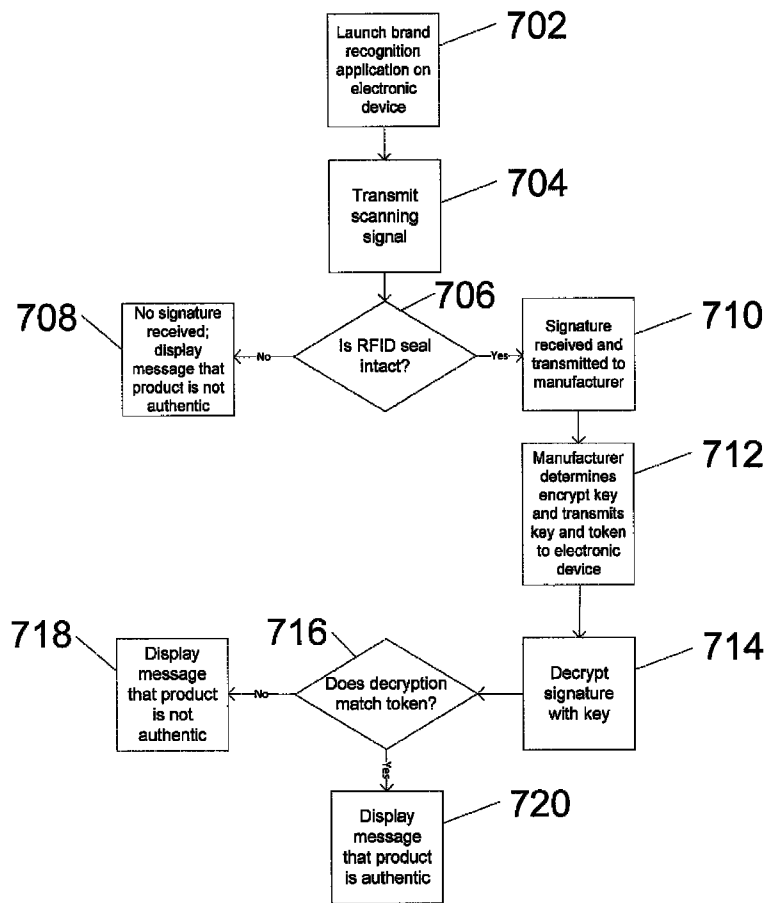 Launch brand
recognition
application on
electronic
device
702
Transmit
scanning
signal
704
Is RFID seal
intact?
706
No
No signature
received;
display
message that
product is not
authentic
708
Yes
Signature
received and
transmitted to
manufacturer
710
Manufacturer
determines
encrypt key
and transmits
key and token
to electronic
device
712
Decrypt
signature
with key
714
Does decryption
match token?
716
No
Display
message
that product
is not
authentic
718
Yes
Display
message
that product
is authentic
720